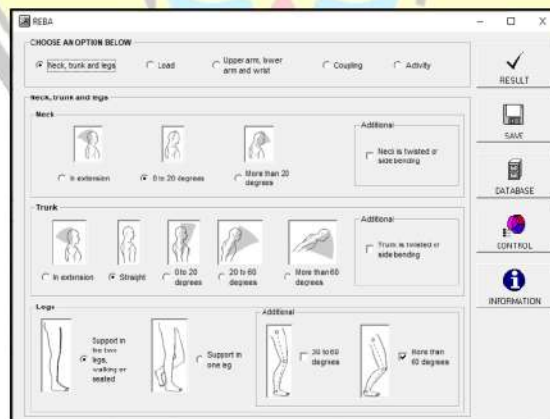 REBA
CHOOSE AN OPTION BELOW
Neck, trunk and legs
Load
Upper arm, lower
arm and wrist
Coupling
Activity
RESULT
SAVE
DATABASE
CONTROL
INFORMATION
Neck, trunk and legs
Neck
In extension
0 to 20 degrees
More than 20
degrees
Additional
Neck is twisted or
side bending
Trunk
In extension
Straight
0 to 20
degrees
20 to 60
degrees
More than 60
degrees
Additional
Trunk is twisted or
side bending
Legs
Support in
the two
legs,
walking or
seated
Support in
one leg
Additional
30 to 60
degrees
More than
60 degrees